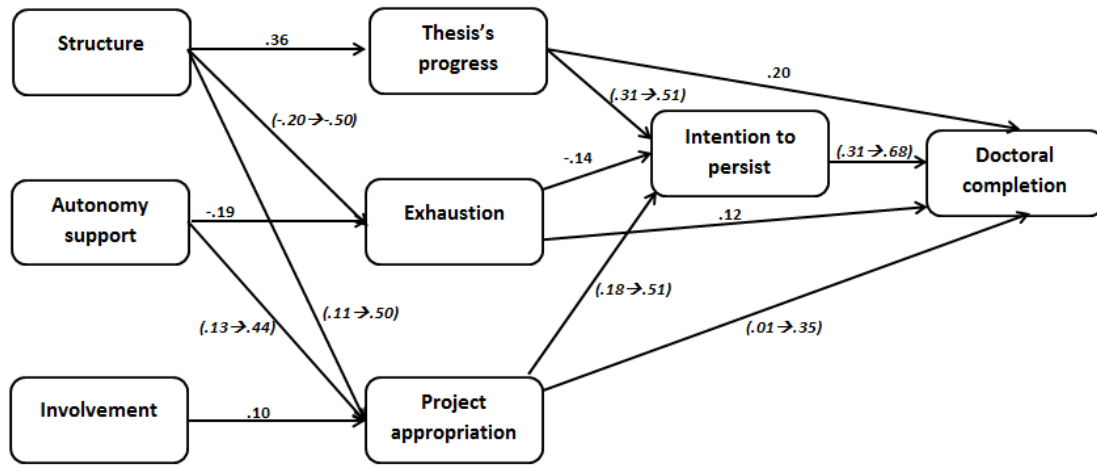 Structure
.36
Thesis's
progress
.20
(.31→.51)
(-.20→-.50)
Intention to
persist
(.31→.68)
Doctoral
completion
-.14
Autonomy
support
-.19
Exhaustion
.12
(.18→.51)
(.13→.44)
(.11→.50)
(.01→.35)
Involvement
.10
Project
appropriation